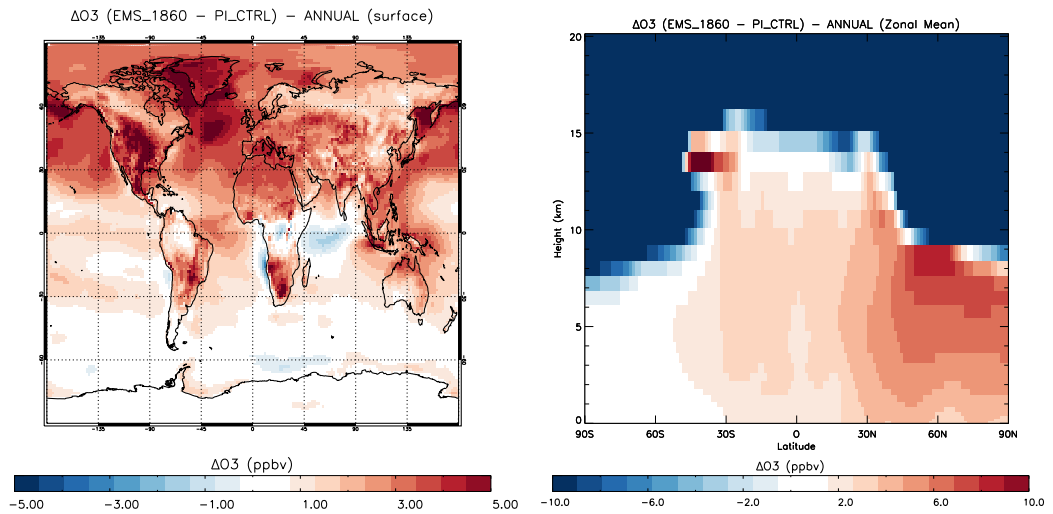 ΔO3 (EMS_1860 – PI_CTRL) – ANNUAL (surface)
-135 -90 -45 0 45 90 135
-135 -90 -45 0 45 90 135
ΔO3 (ppbv)
-5.00 -3.00 -1.00 1.00 3.00 5.00
ΔO3 (EMS_1860 – PI_CTRL) – ANNUAL (Zonal Mean)
20
15
10
5
0
Height (km)
90S 60S 30S 0 30N 60N 90N
Latitude
ΔO3 (ppbv)
-10.0 -6.0 -2.0 2.0 6.0 10.0